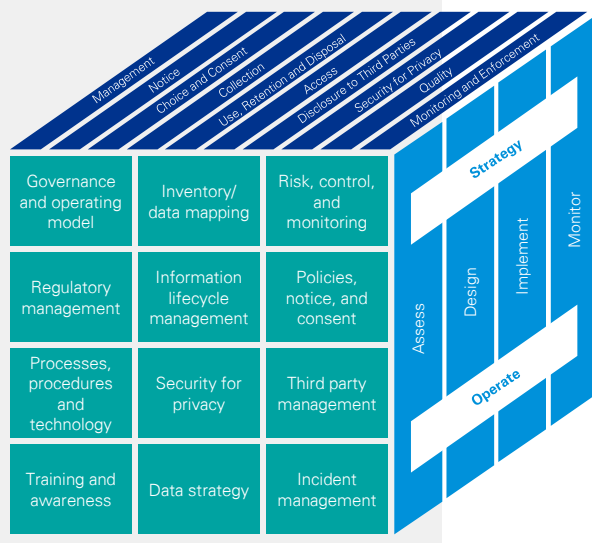 Management
Notice
Choice and Consent
Collection
Use, Retention and Disposal
Access
Disclosure to Third Parties
Security for Privacy
Quality
Monitoring and Enforcement
Governance
and operating
model
Inventory/
data mapping
Risk, control,
and
monitoring
Regulatory
management
Information
lifecycle
management
Policies,
notice, and
consent
Processes,
procedures
and
technology
Security for
privacy
Third party
management
Training and
awareness
Data strategy
Incident
management
Strategy
Assess
Design
Implement
Monitor
Operate